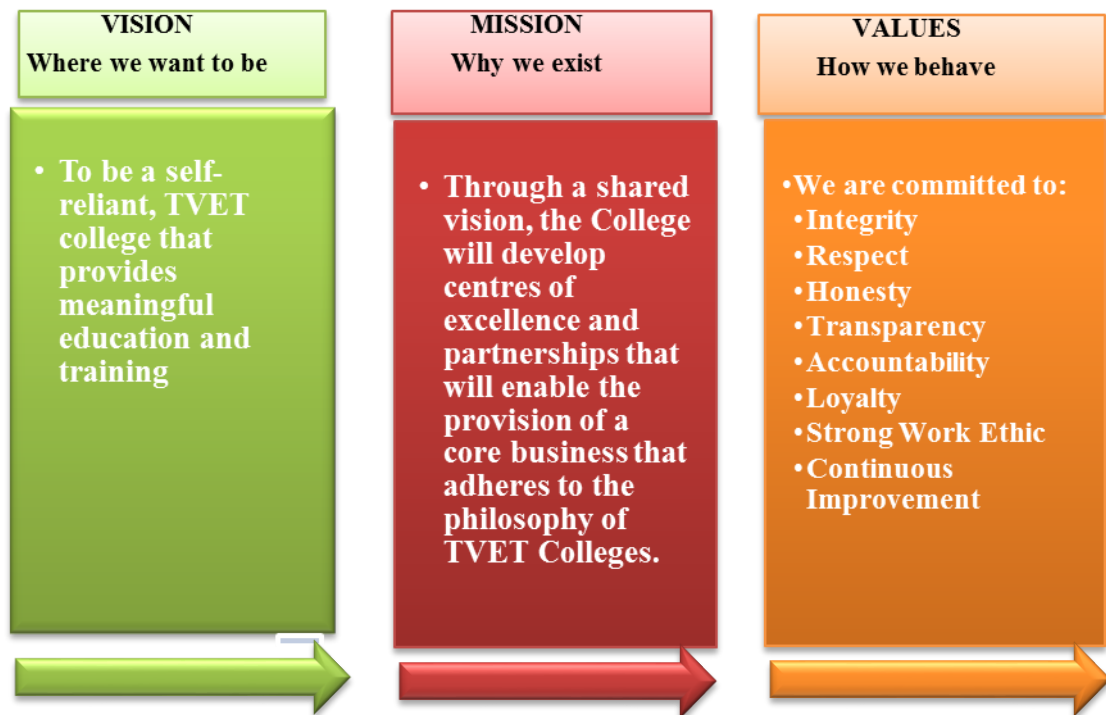 VISION
Where we want to be
• To be a self-
reliant, TVET
college that
provides
meaningful
education and
training
MISSION
Why we exist
• Through a shared
vision, the College
will develop
centres of
excellence and
partnerships that
will enable the
provision of a
core business that
adheres to the
philosophy of
TVET Colleges.
VALUES
How we behave
•We are committed to:
•Integrity
•Respect
•Honesty
•Transparency
•Accountability
•Loyalty
•Strong Work Ethic
•Continuous
Improvement